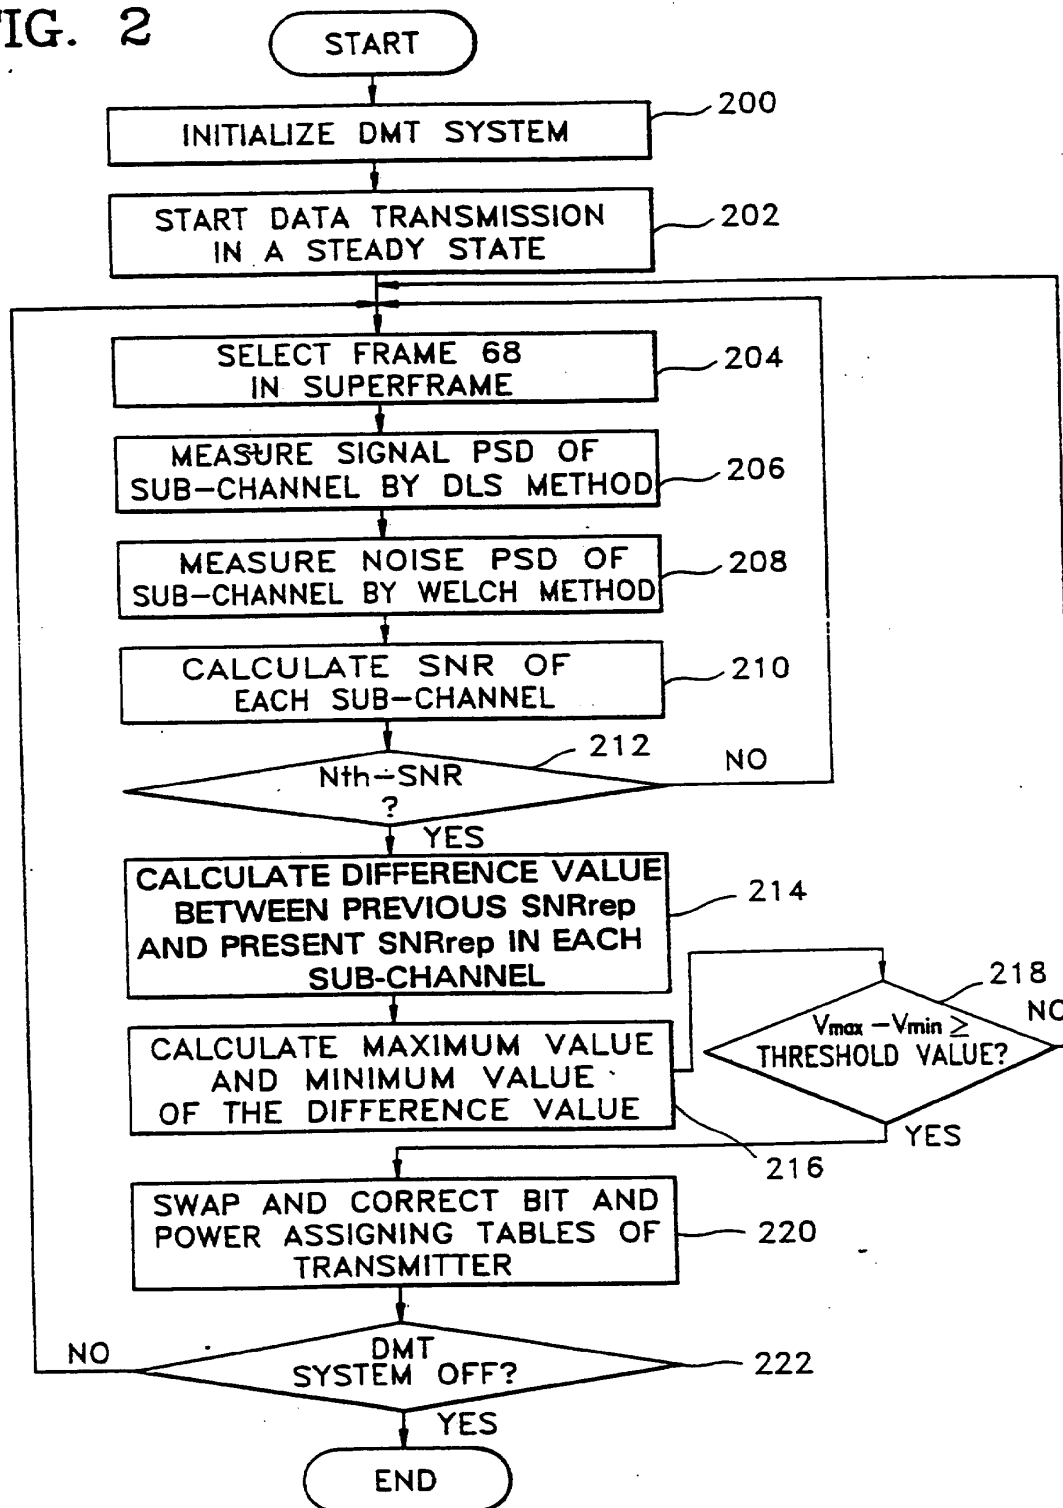 FIG. 2
START
INITIALIZE DMT SYSTEM
200
START DATA TRANSMISSION
IN A STEADY STATE
202
SELECT FRAME 68
IN SUPERFRAME
204
MEASURE SIGNAL PSD OF
SUB-CHANNEL BY DLS METHOD
206
MEASURE NOISE PSD OF
SUB-CHANNEL BY WELCH METHOD
208
CALCULATE SNR OF
EACH SUB-CHANNEL
210
212
Nth-SNR
?
NO
YES
CALCULATE DIFFERENCE VALUE
BETWEEN PREVIOUS SNRrep
AND PRESENT SNRrep IN EACH
SUB-CHANNEL
214
218
NO
Vmax-Vmin ≥
THRESHOLD VALUE?
YES
CALCULATE MAXIMUM VALUE
AND MINIMUM VALUE
OF THE DIFFERENCE VALUE
216
SWAP AND CORRECT BIT AND
POWER ASSIGNING TABLES OF
TRANSMITTER
220
NO
DMT
SYSTEM OFF?
222
YES
END